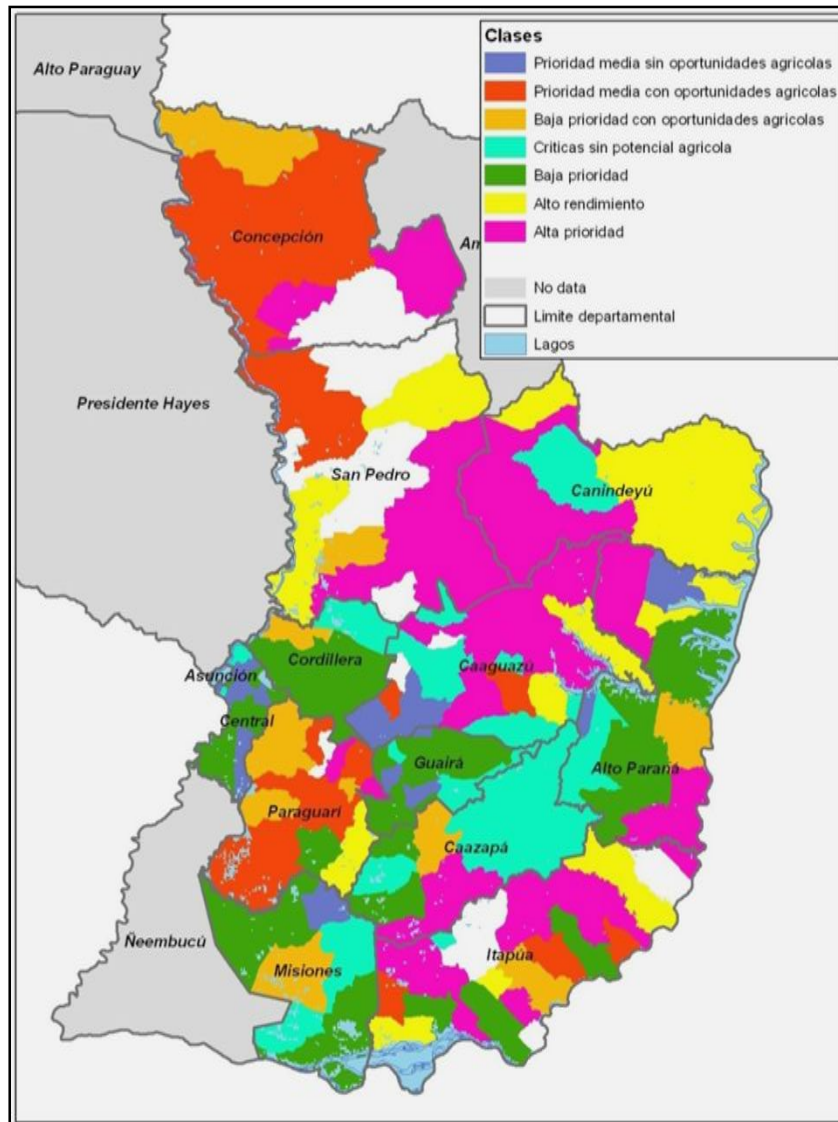 Clases
Prioridad media sin oportunidades agricolas
Prioridad media con oportunidades agricolas
Baja prioridad con oportunidades agricolas
Criticas sin potencial agricola
Baja prioridad
Alto rendimiento
Alta prioridad
No data
Limite departamental
Lagos
Alto Paraguay
Concepción
Am
Presidente Hayes
San Pedro
Canindeyú
Cordillera
Asunción
Caaguazú
Central
Guairá
Alto Paraná
Paraguarí
Caazapá
Ñeembucú
Misiones
Itapúa